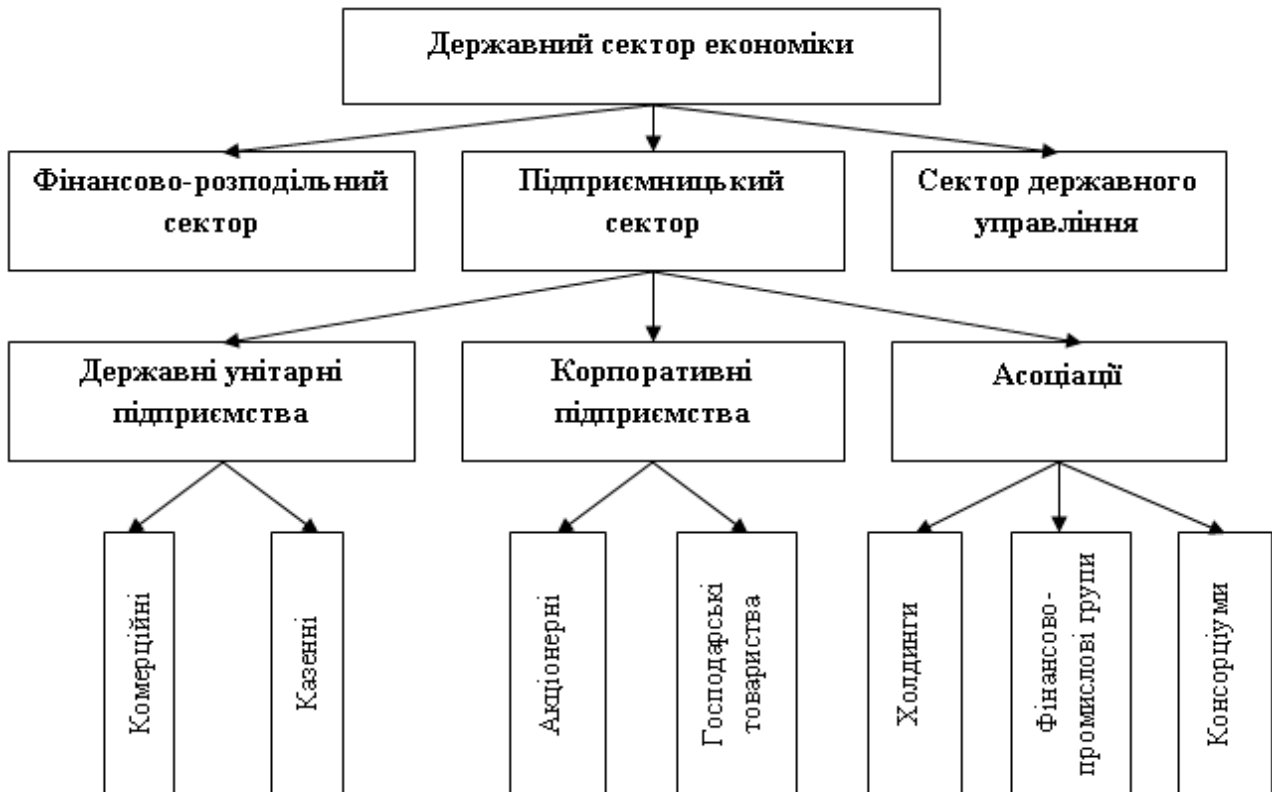 Державний сектор економіки
Фінансово-розподільний
сектор
Підприємницький
сектор
Сектор державного
управління
Державні унітарні
підприємства
Корпоративні
підприємства
Асоціації
Комерційні
Казенні
Акціонерні
Господарські
товариства
Холдинги
Фінансово-
промислові групи
Консорціуми